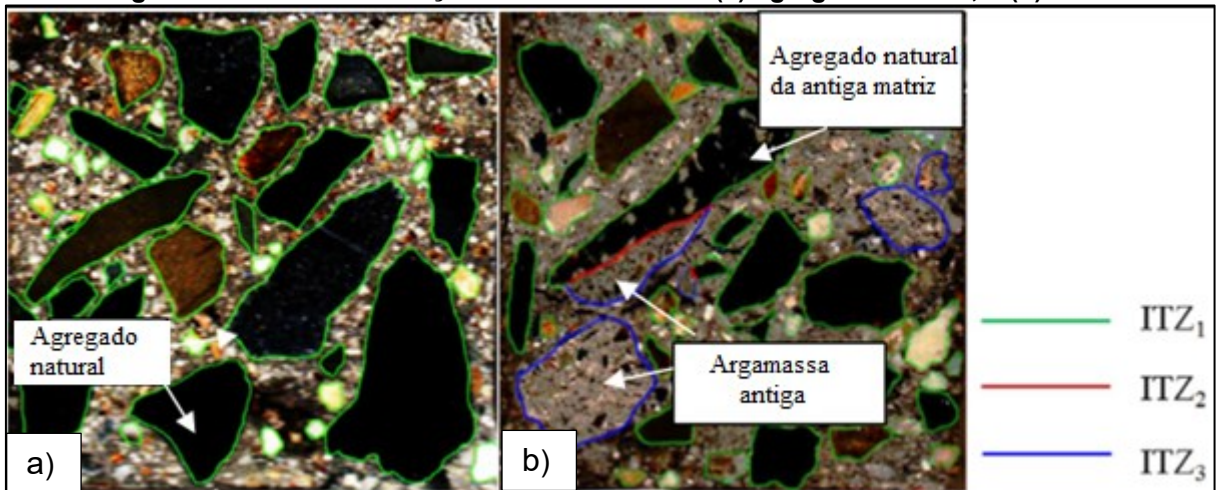 Agregado natural
da antiga matriz
Agregado
natural
Argamassa
antiga
a)
b)
ITZ₁
ITZ₂
ITZ₃